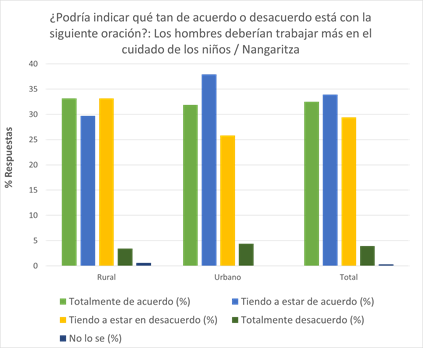 ¿Podría indicar qué tan de acuerdo o desacuerdo está con la
siguiente oración?: Los hombres deberían trabajar más en el
cuidado de los niños / Nangaritza
% Respuestas
40
35
30
25
20
15
10
5
0
Rural Urbano Total
Totalmente de acuerdo (%) Tiendo a estar de acuerdo (%)
Tiendo a estar en desacuerdo (%) Totalmente desacuerdo (%)
No lo se (%)